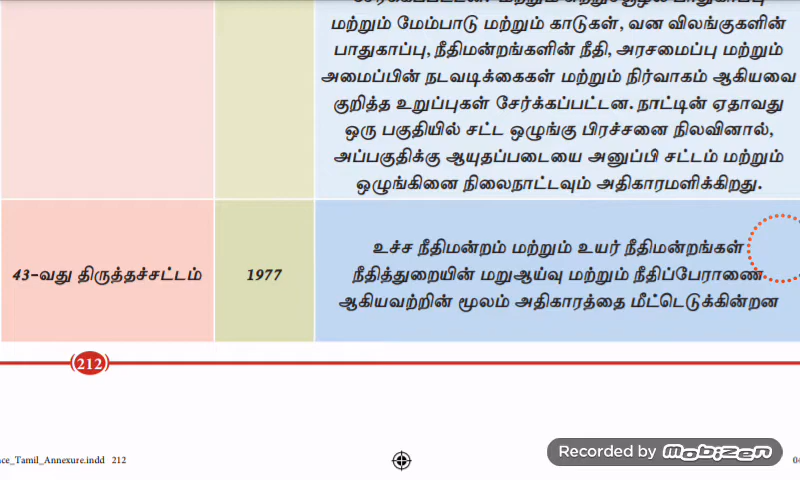 மற்றும் மேம்பாடு மற்றும் காடுகள், வன விலங்குகளின்
பாதுகாப்பு, நீதிமன்றங்களின் நீதி, அரசமைப்பு மற்றும்
அமைப்பின் நடவடிக்கைகள் மற்றும் நிர்வாகம் ஆகியவை
குறித்த உறுப்புகள் சேர்க்கப்பட்டன. நாட்டின் ஏதாவது
ஒரு பகுதியில் சட்ட ஒழுங்கு பிரச்சனை நிலவினால்,
அப்பகுதிக்கு ஆயுதப்படையை அனுப்பி சட்டம் மற்றும்
ஒழுங்கினை நிலைநாட்டவும் அதிகாரமளிக்கிறது.
43-வது திருத்தச்சட்டம்
1977
உச்ச நீதிமன்றம் மற்றும் உயர் நீதிமன்றங்கள்
நீதித்துறையின் மறுஆய்வு மற்றும் நீதிப்பேராணை
ஆகியவற்றின் மூலம் அதிகாரத்தை மீட்டெடுக்கின்றன
212
ce_Tamil_Annexure.indd 212
Recorded by mobizen
04